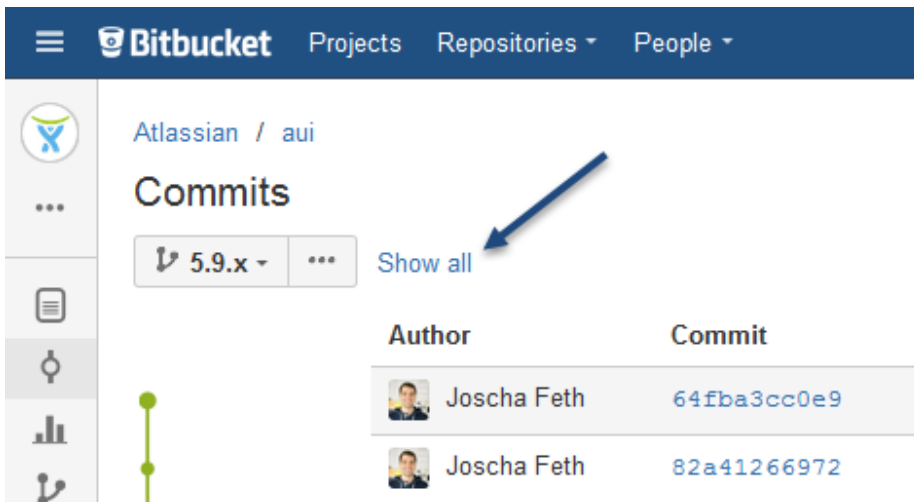 Bitbucket Projects Repositories People
Atlassian / aui
Commits
5.9.x Show all
Author Commit
Joscha Feth 64fba3cc0e9
Joscha Feth 82a41266972